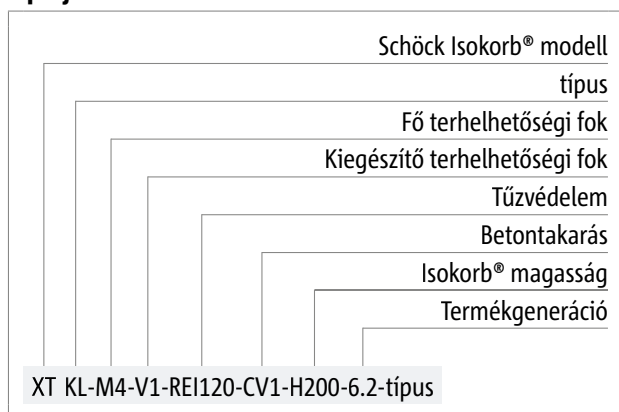 Schöck Isokorb® modell
típus
Fő terhelhetőségi fok
Kiegészítő terhelhetőségi fok
Tűzvédelem
Betontakarás
Isokorb® magasság
Termékgeneráció
XT KL-M4-V1-REI120-CV1-H200-6.2-típus